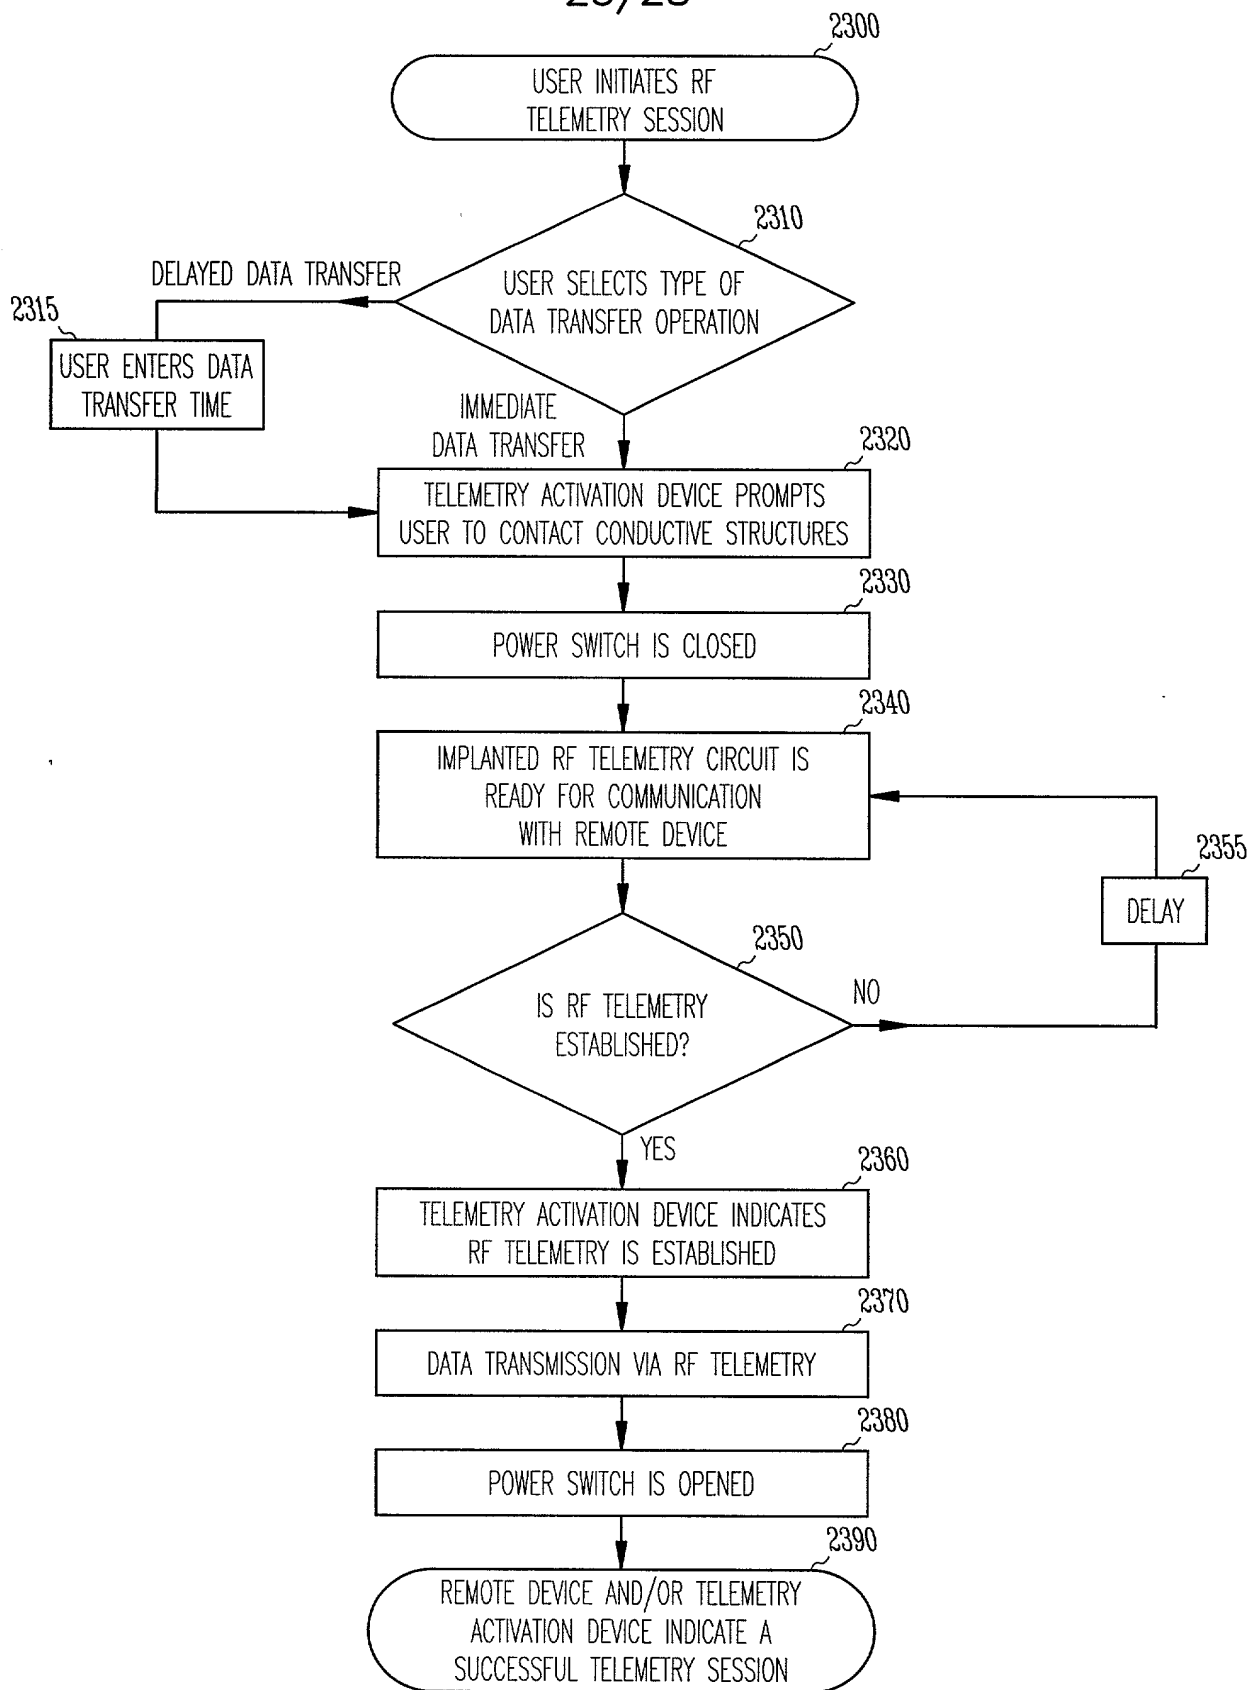 2300
USER INITIATES RF
TELEMETRY SESSION
2310
USER SELECTS TYPE OF
DATA TRANSFER OPERATION
DELAYED DATA TRANSFER
2315
USER ENTERS DATA
TRANSFER TIME
IMMEDIATE
DATA TRANSFER
2320
TELEMETRY ACTIVATION DEVICE PROMPTS
USER TO CONTACT CONDUCTIVE STRUCTURES
2330
POWER SWITCH IS CLOSED
2340
IMPLANTED RF TELEMETRY CIRCUIT IS
READY FOR COMMUNICATION
WITH REMOTE DEVICE
2355
DELAY
2350
IS RF TELEMETRY
ESTABLISHED?
NO
YES
2360
TELEMETRY ACTIVATION DEVICE INDICATES
RF TELEMETRY IS ESTABLISHED
2370
DATA TRANSMISSION VIA RF TELEMETRY
2380
POWER SWITCH IS OPENED
2390
REMOTE DEVICE AND/OR TELEMETRY
ACTIVATION DEVICE INDICATE A
SUCCESSFUL TELEMETRY SESSION